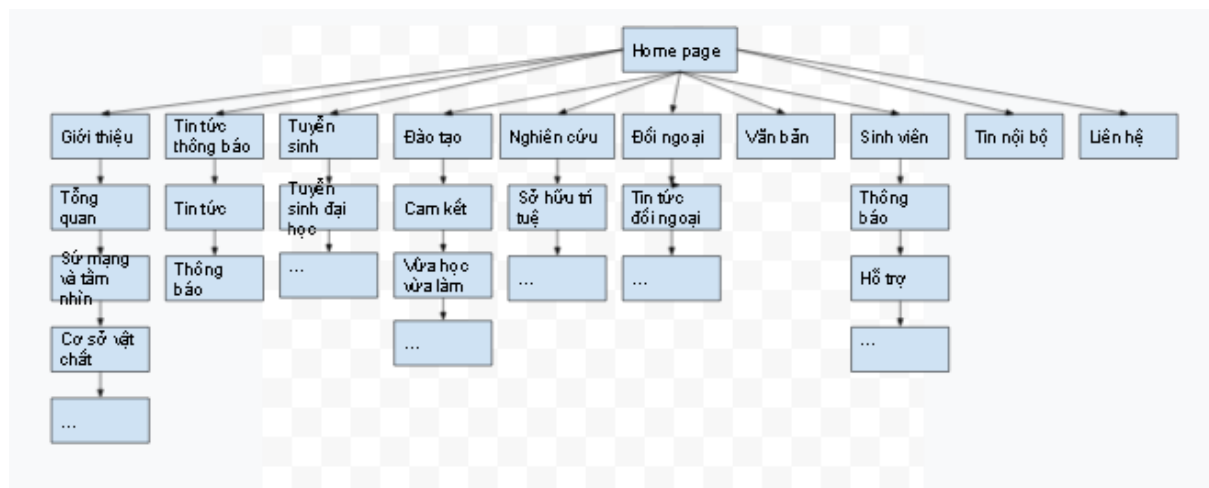 Home page
Giới thiệu
Tin tức
thông báo
Tuyển
sinh
Đào tạo
Nghiên cứu
Đối ngoại
Văn bản
Sinh viên
Tin nội bộ
Liên hệ
Tổng
quan
Tin tức
Tuyển
sinh đại
học
Cam kết
Sở hữu trí
tuệ
Tin tức
đối ngoại
Thông
báo
Sứ mạng
và tầm
nhìn
Thông
báo
...
Vừa học
vừa làm
...
...
Hỗ trợ
Cơ sở vật
chất
...
...
...